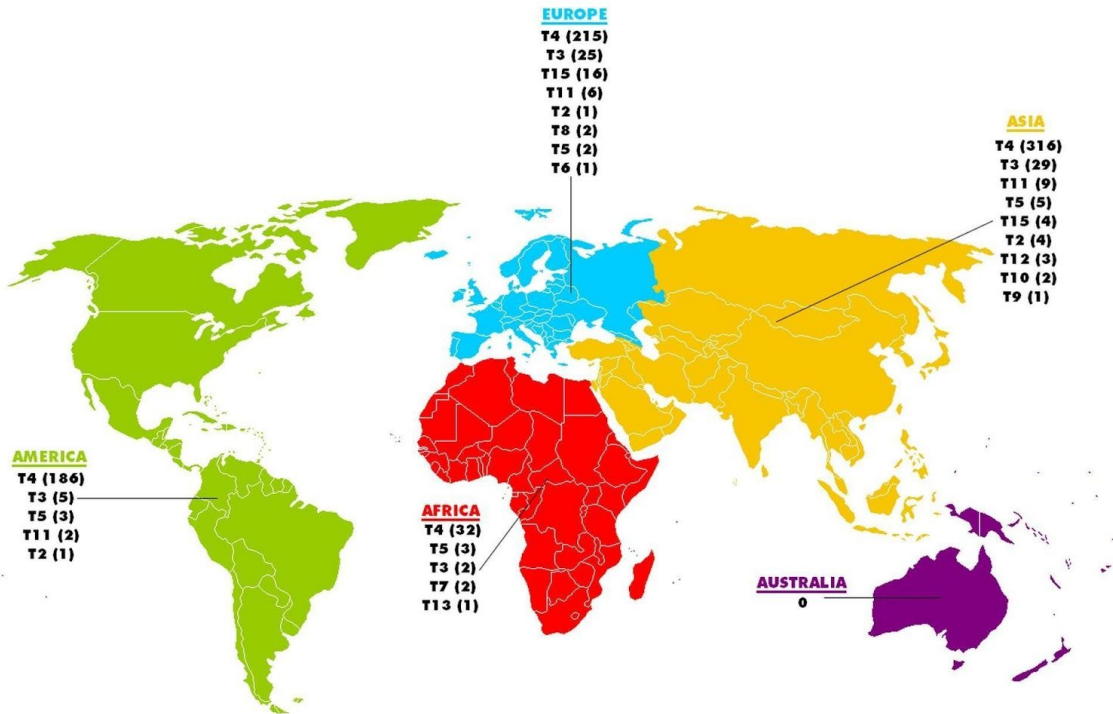 EUROPE
T4 (215)
T3 (25)
T15 (16)
T11 (6)
T2 (1)
T8 (2)
T5 (2)
T6 (1)
ASIA
T4 (316)
T3 (29)
T11 (9)
T5 (5)
T15 (4)
T2 (4)
T12 (3)
T10 (2)
T9 (1)
AMERICA
T4 (186)
T3 (5)
T5 (3)
T11 (2)
T2 (1)
AFRICA
T4 (32)
T5 (3)
T3 (2)
T7 (2)
T13 (1)
AUSTRALIA
0